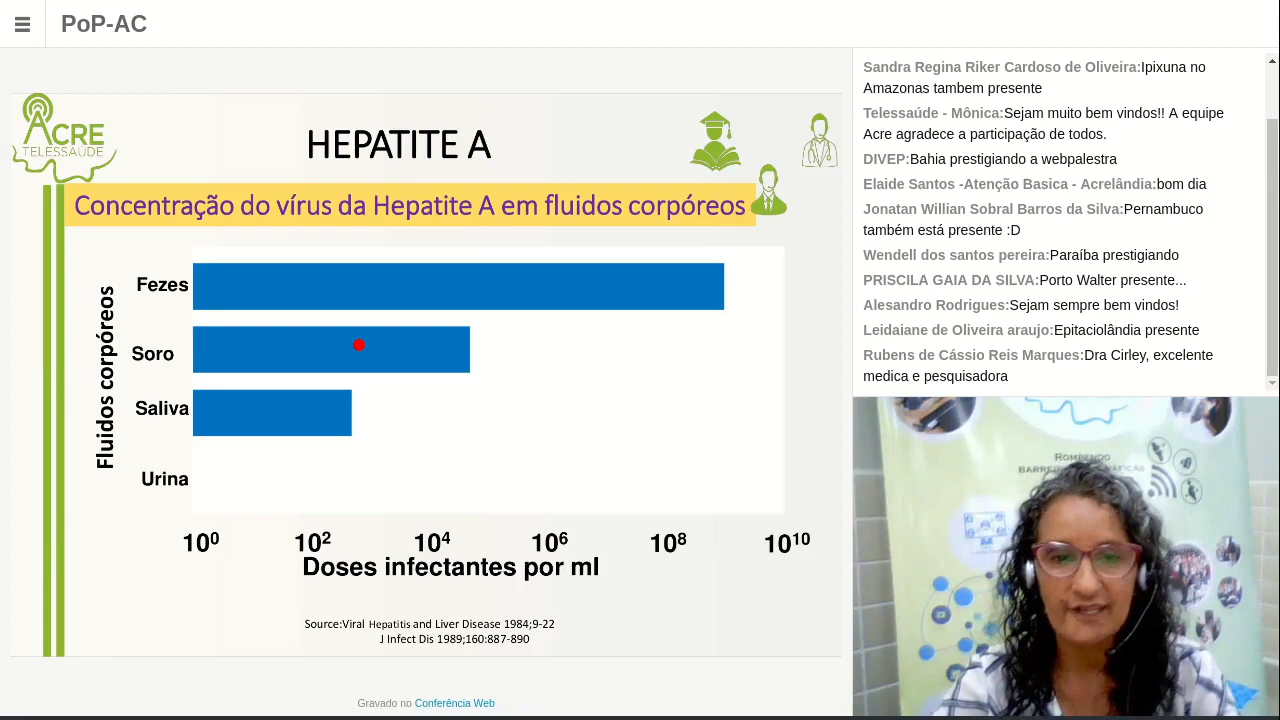 PoP-AC
ACRE
TELESSAÚDE
HEPATITE A
Concentração do vírus da Hepatite A em fluidos corpóreos
Fluidos corpóreos
Fezes
Soro
Saliva
Urina
10⁰ 10² 10⁴ 10⁶ 10⁸ 10¹⁰
Doses infectantes por ml
Source:Viral Hepatitis and Liver Disease 1984;9-22
J Infect Dis 1989;160:887-890
Gravado no Conferência Web
Sandra Regina Riker Cardoso de Oliveira:Ipixuna no
Amazonas tambem presente
Telessaúde - Mônica:Sejam muito bem vindos!! A equipe
Acre agradece a participação de todos.
DIVEP:Bahia prestigiando a webpalestra
Elaide Santos -Atenção Basica - Acrelândia:bom dia
Jonatan Willian Sobral Barros da Silva:Pernambuco
também está presente :D
Wendell dos santos pereira:Paraíba prestigiando
PRISCILA GAIA DA SILVA:Porto Walter presente...
Alesandro Rodrigues:Sejam sempre bem vindos!
Leidaiane de Oliveira araujo:Epitaciolândia presente
Rubens de Cássio Reis Marques:Dra Cirley, excelente
medica e pesquisadora
Rompendo